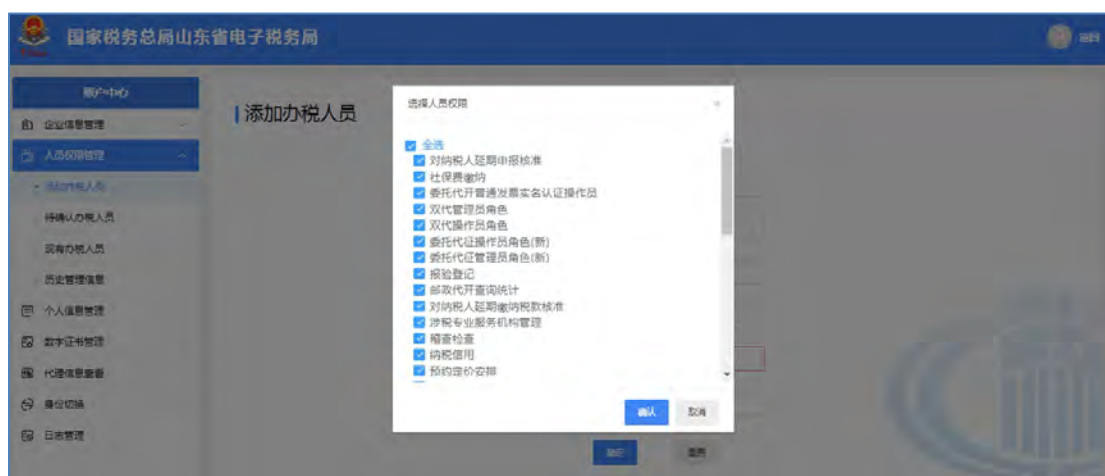 国家税务总局山东省电子税务局
返回
账户中心
企业信息管理
人员权限管理
添加办税人员
待确认办税人员
现有办税人员
历史管理信息
个人信息管理
数字证书管理
代理信息查看
身份切换
日志管理
添加办税人员
选择人员权限
全选
对纳税人延期申报核准
社保费缴纳
委托代开普通发票实名认证操作员
双代管理员角色
双代操作员角色
委托代征操作员角色(新)
委托代征管理员角色(新)
报验登记
邮政代开查询统计
对纳税人延期缴纳税款核准
涉税专业服务机构管理
稽查检查
纳税信用
预约定价安排
确认
取消
确定
重置